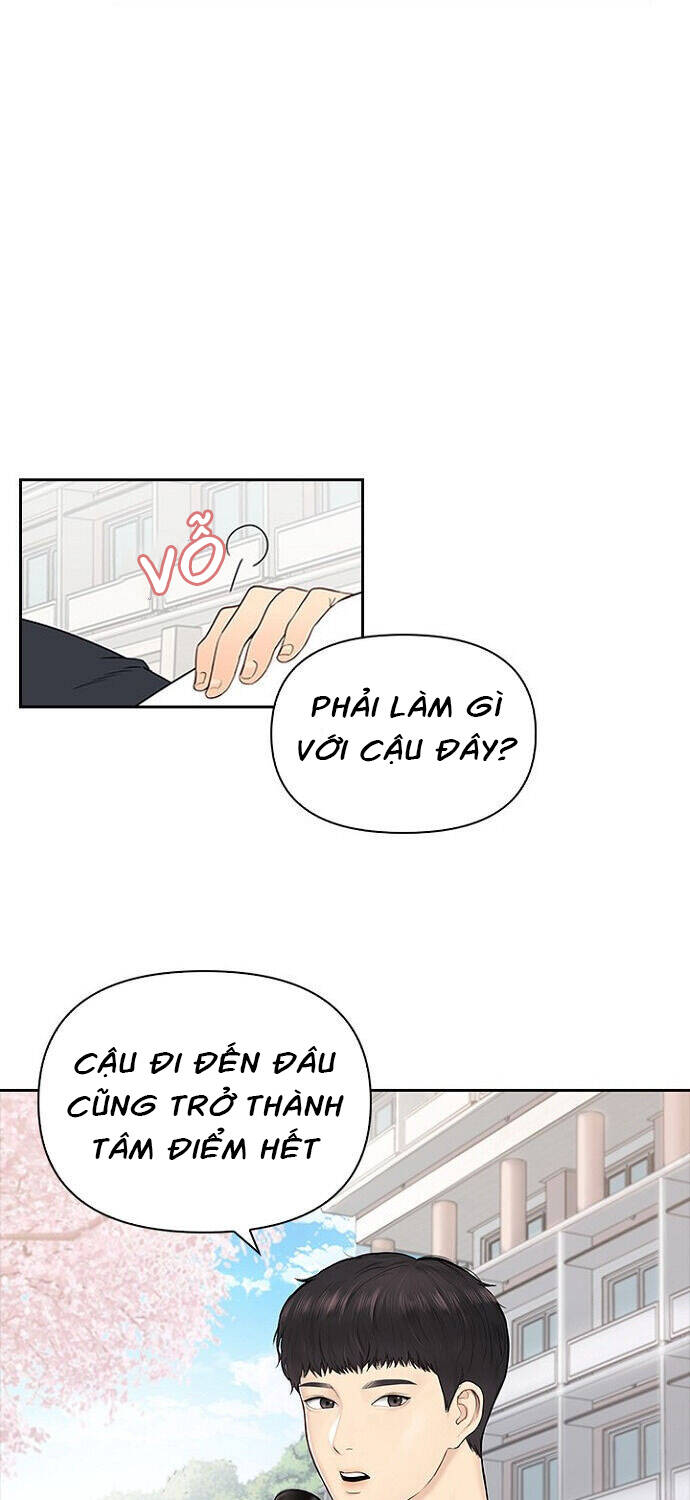 VỖ
PHẢI LÀM GÌ
VỚI CẬU ĐÂY?
CẬU ĐI ĐẾN ĐÂU
CŨNG TRỞ THÀNH
TÂM ĐIỂM HẾT